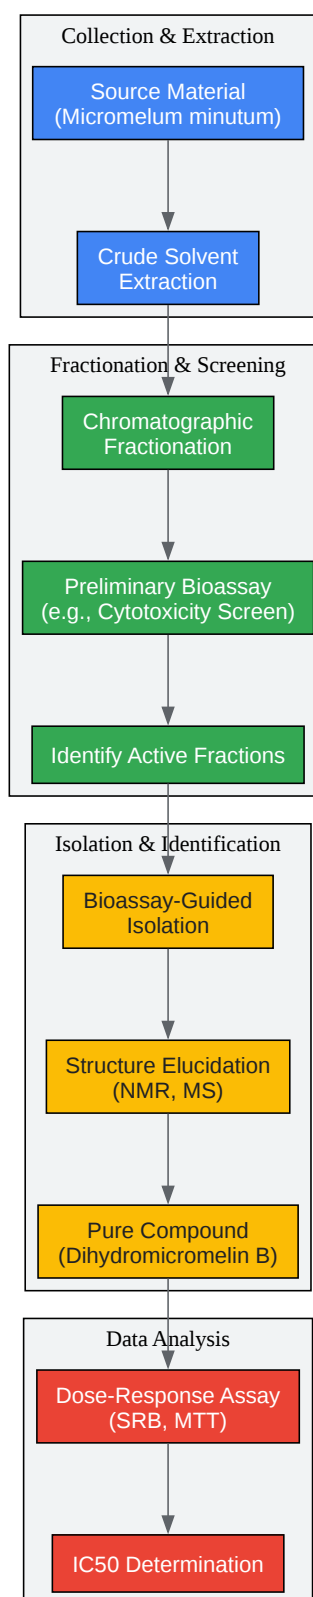 Collection & Extraction
Source Material
(Micromelum minutum)
Crude Solvent
Extraction
Fractionation & Screening
Chromatographic
Fractionation
Preliminary Bioassay
(e.g., Cytotoxicity Screen)
Identify Active Fractions
Isolation & Identification
Bioassay-Guided
Isolation
Structure Elucidation
(NMR, MS)
Pure Compound
(Dihydromicromelin B)
Data Analysis
Dose-Response Assay
(SRB, MTT)
IC50 Determination